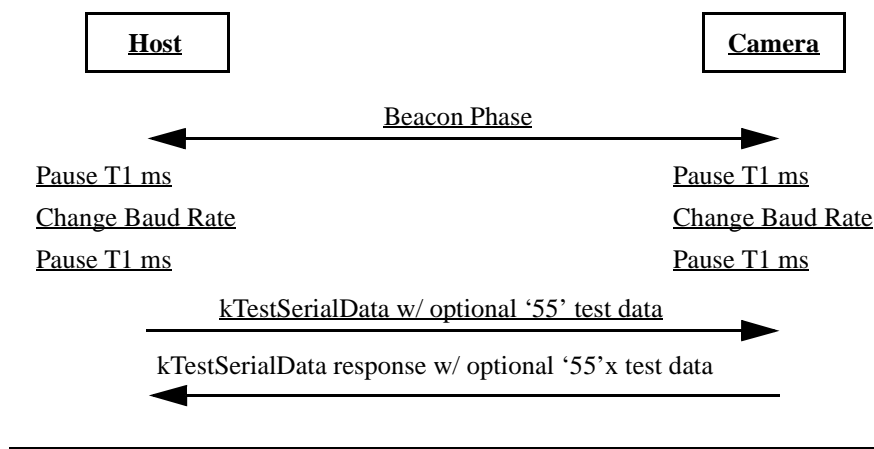 Host Camera
Beacon Phase
Pause T1 ms Pause T1 ms
Change Baud Rate Change Baud Rate
Pause T1 ms Pause T1 ms
kTestSerialData w/ optional ‘55’ test data
kTestSerialData response w/ optional ‘55’x test data